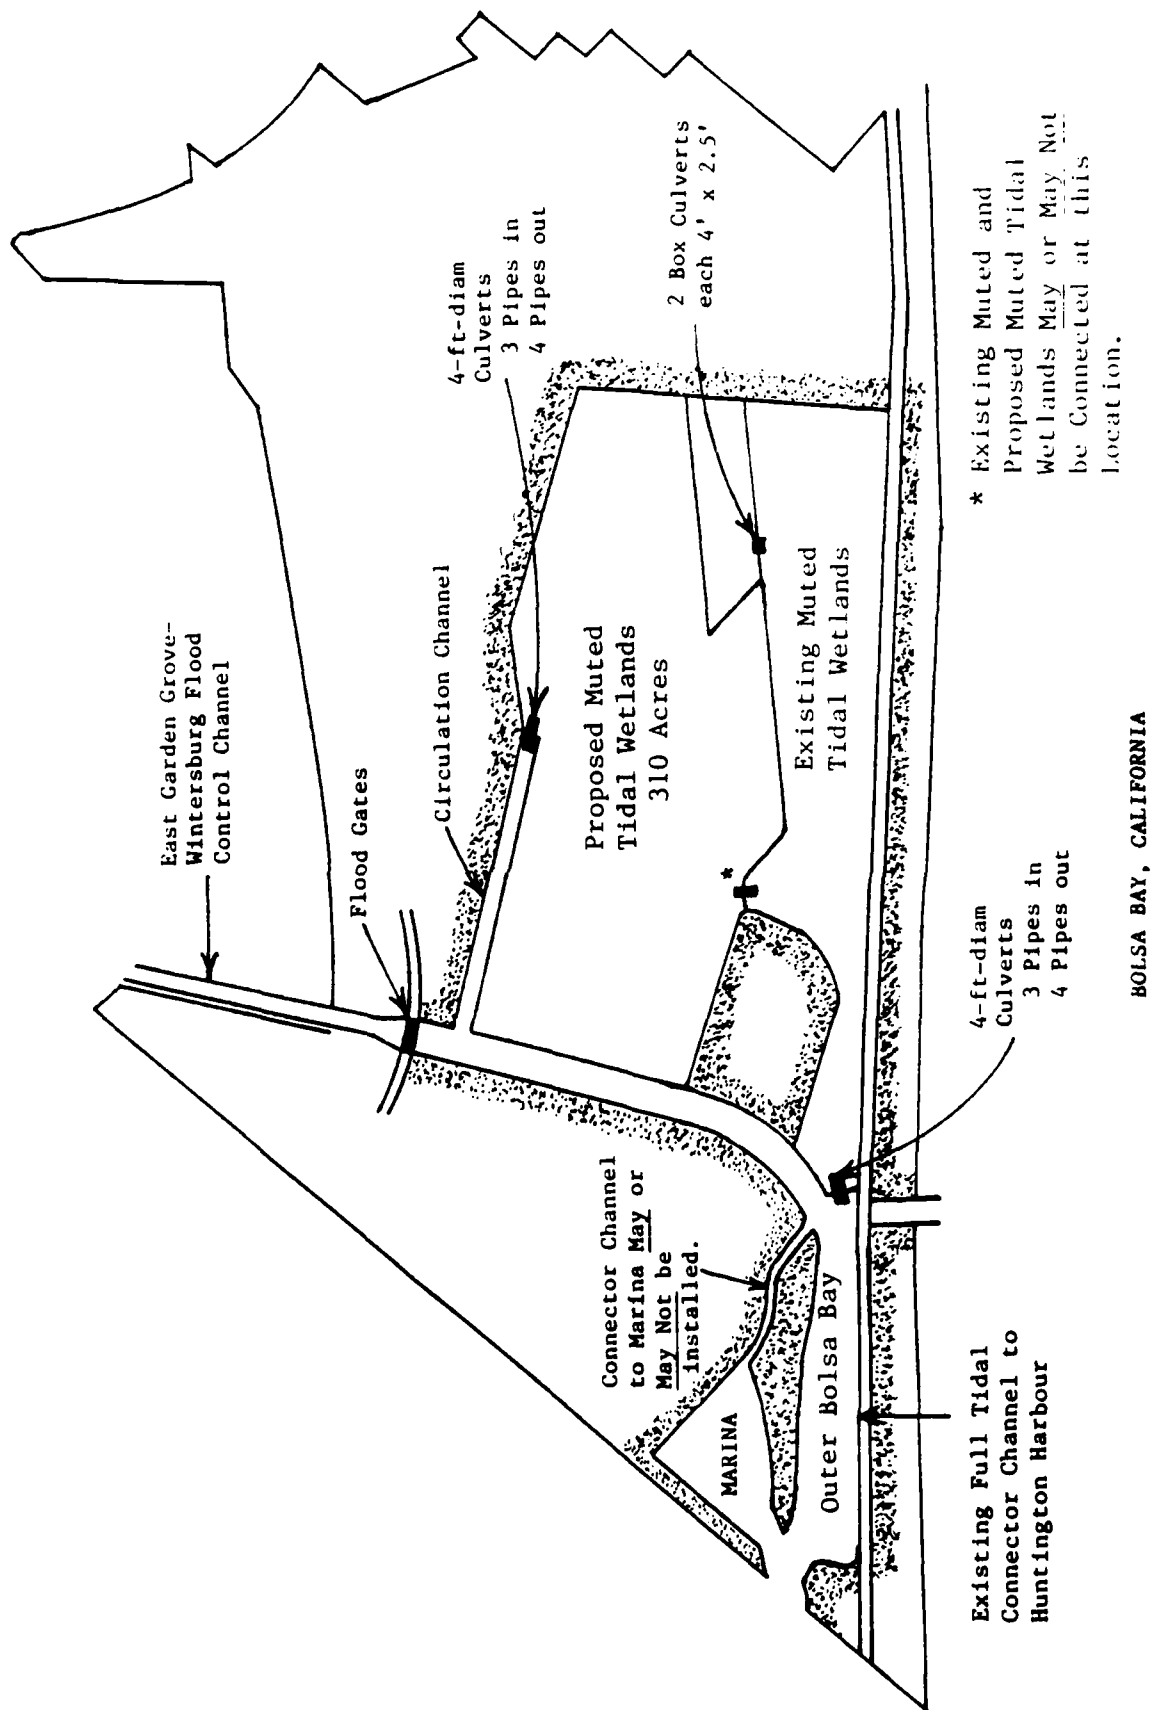 East Garden Grove-
Wintersburg Flood
Control Channel
Flood Gates
Circulation Channel
4-ft-diam
Culverts
3 Pipes in
4 Pipes out
2 Box Culverts
each 4' x 2.5'
Proposed Muted
Tidal Wetlands
310 Acres
Existing Muted
Tidal Wetlands
*
Connector Channel
to Marina May or
May Not be
installed.
MARINA
Outer Bolsa Bay
Existing Full Tidal
Connector Channel to
Huntington Harbour
4-ft-diam
Culverts
3 Pipes in
4 Pipes out
* Existing Muted and
Proposed Muted Tidal
Wetlands May or May Not
be Connected at this
Location.
BOLSA BAY, CALIFORNIA